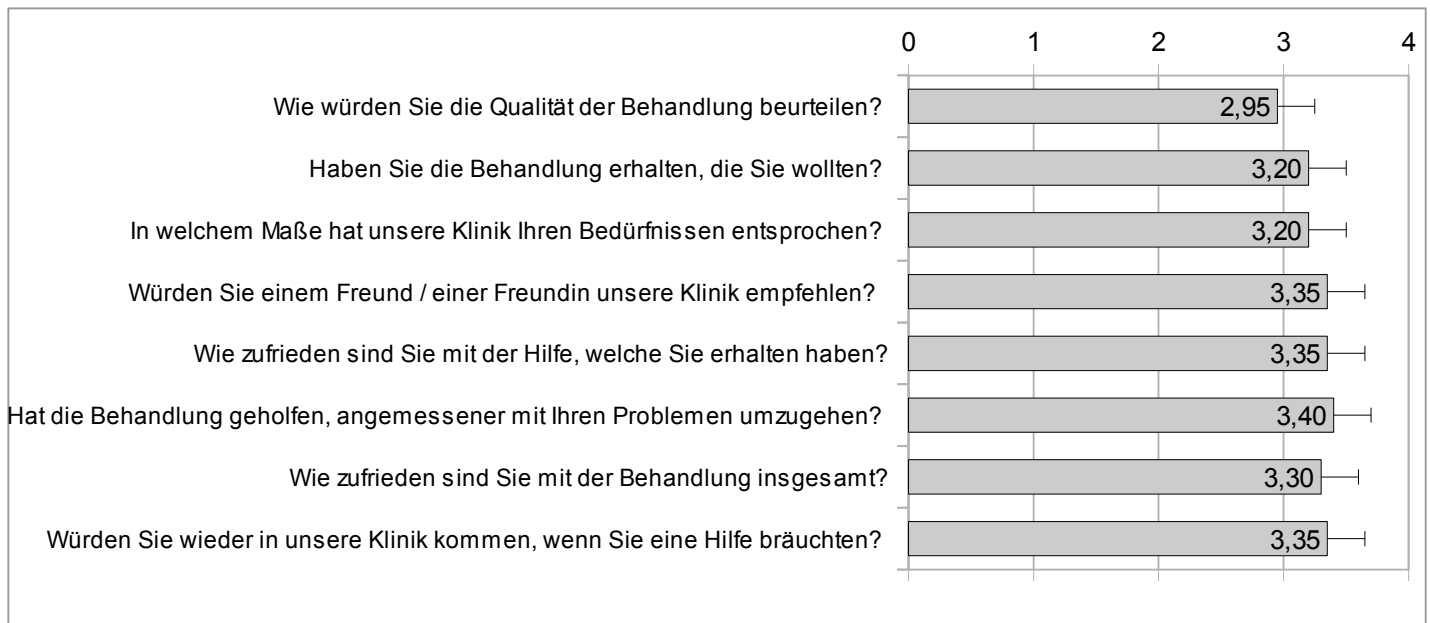 0 1 2 3 4
Wie würden Sie die Qualität der Behandlung beurteilen? 2,95
Haben Sie die Behandlung erhalten, die Sie wollten? 3,20
In welchem Maße hat unsere Klinik Ihren Bedürfnissen entsprochen? 3,20
Würden Sie einem Freund / einer Freundin unsere Klinik empfehlen? 3,35
Wie zufrieden sind Sie mit der Hilfe, welche Sie erhalten haben? 3,35
Hat die Behandlung geholfen, angemessener mit Ihren Problemen umzugehen? 3,40
Wie zufrieden sind Sie mit der Behandlung insgesamt? 3,30
Würden Sie wieder in unsere Klinik kommen, wenn Sie eine Hilfe bräuchten? 3,35